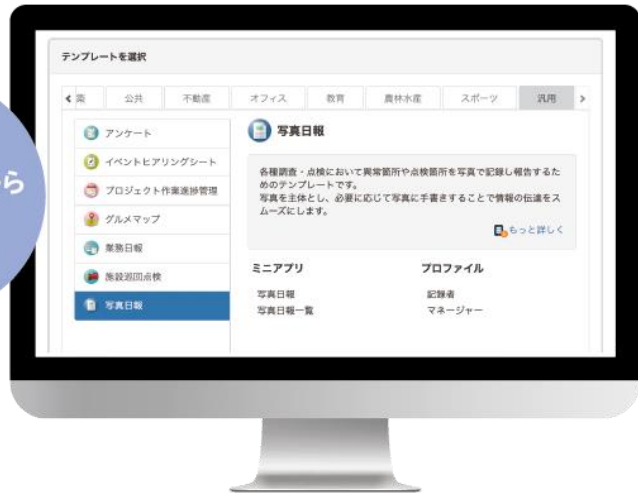 テンプレートを選択
公共
不動産
オフィス
教育
農林水産
スポーツ
汎用
アンケート
イベントヒアリングシート
プロジェクト作業進捗管理
グルメマップ
業務日報
施設巡回点検
写真日報
写真日報
各種調査・点検において異常箇所や点検箇所を写真で記録し報告するた
めのテンプレートです。
写真を主体とし、必要に応じて写真に手書きすることで情報の伝達をス
ムーズにします。
もっと詳しく
ミニアプリ
プロファイル
写真日報
記録者
写真日報一覧
マネージャー
ら